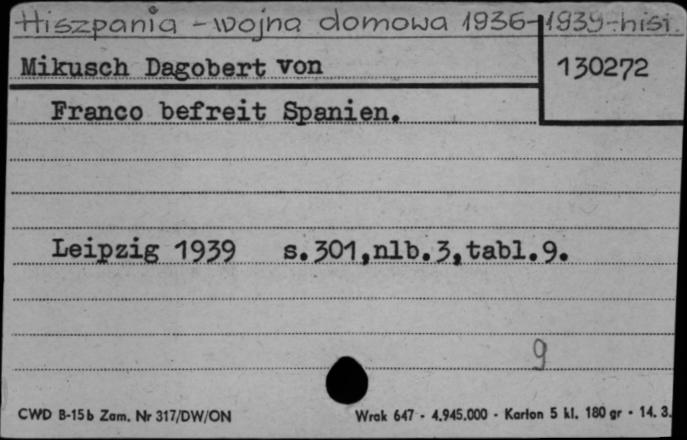 Hiszpania - wojna domowa 1936-1939-hist.
Mikusch Dagobert von
130272
Franco befreit Spanien.
Leipzig 1939 s.301,nlb.3,tabl.9.
9
CWD B-15b Zam. Nr 317/DW/ON Wrak 647 - 4.945.000 - Karton 5 kl. 180 gr - 14. 3.